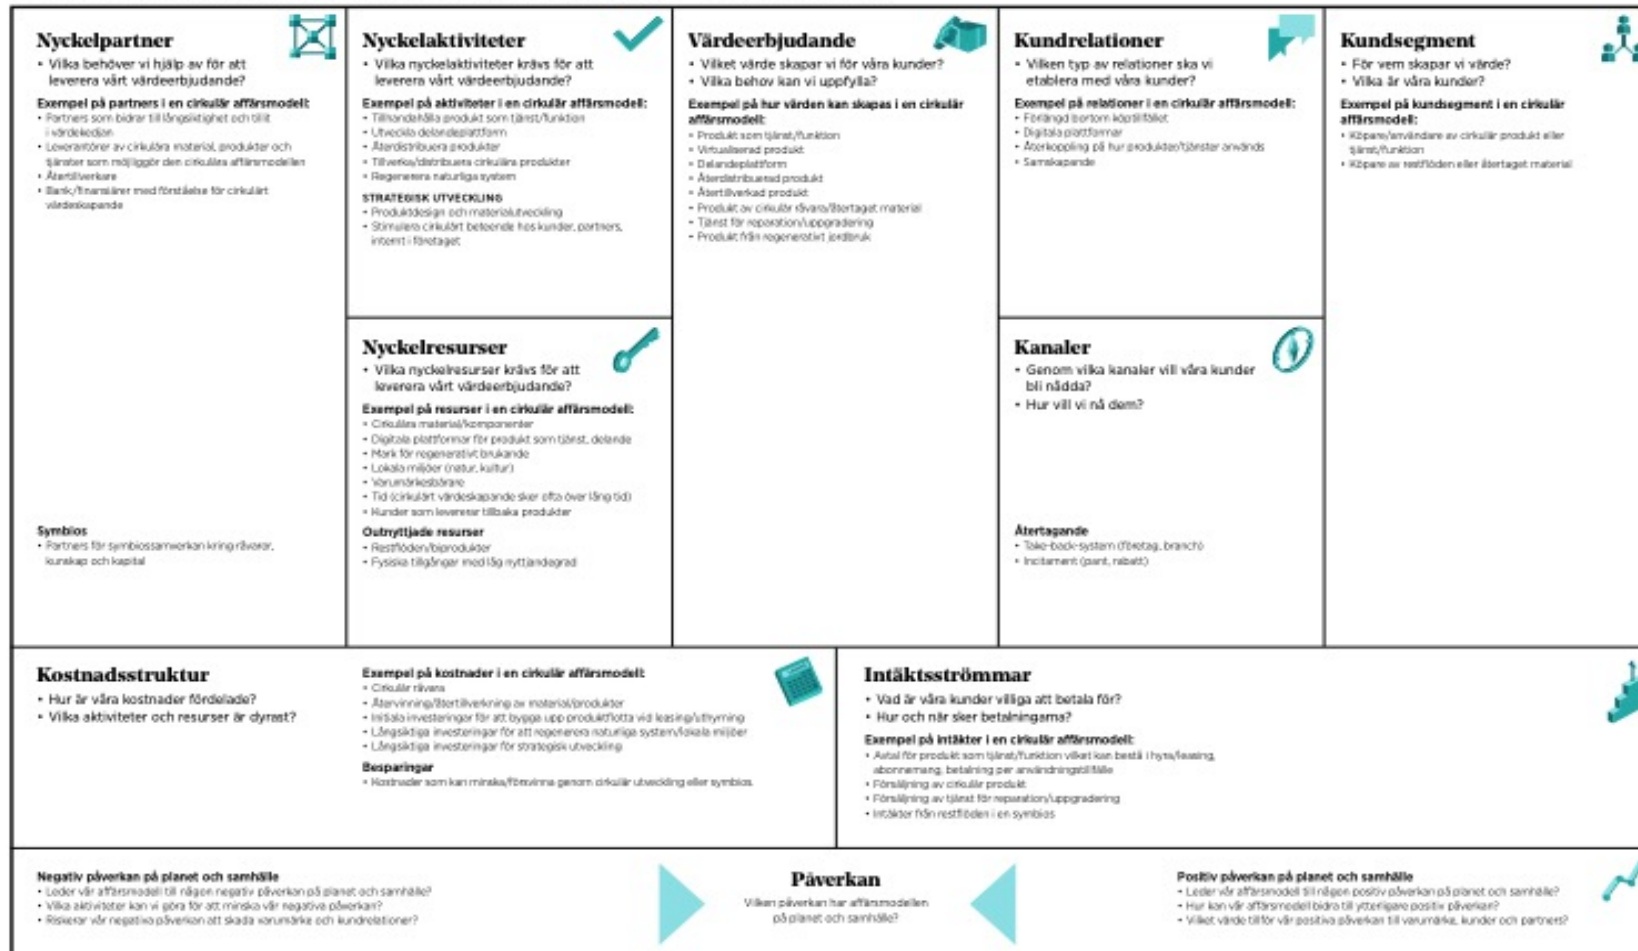 Nyckelpartner
• Vilka behöver vi hjälp av för att
leverera vårt värdeerbjudande?
Exempel på partners i en cirkulär affärsmodell:
• Partners som bidrar till långsiktighet och tillit
i värdekedjan
• Leverantörer av cirkulära material, produkter och
tjänster som möjliggör den cirkulära affärsmodellen
• Återtillverkare
• Bank/finansiärer med förståelse för cirkulärt
värdeskapande
Symbios
• Partners för symbiossamverkan kring råvaror,
kunskap och kapital
Nyckelaktiviteter
• Vilka nyckelaktiviteter krävs för att
leverera vårt värdeerbjudande?
Exempel på aktiviteter i en cirkulär affärsmodell:
• Tillhandahålla produkt som tjänst/funktion
• Utveckla delandeplattform
• Återdistribuera produkter
• Tillverka/distribuera cirkulära produkter
• Regenerera naturliga system
STRATEGISK UTVECKLING
• Produktdesign och materialutveckling
• Stimulera cirkulärt beteende hos kunder, partners,
internt i företaget
Nyckelresurser
• Vilka nyckelresurser krävs för att
leverera vårt värdeerbjudande?
Exempel på resurser i en cirkulär affärsmodell:
• Cirkulära material/komponenter
• Digitala plattformar för produkt som tjänst, delande
• Mark för regenerativt brukande
• Lokala miljöer (natur, kultur)
• Varumärkesbärare
• Tid (cirkulärt värdeskapande sker ofta över lång tid)
• Kunder som levererar tillbaka produkter
Outnyttjade resurser
• Restflöden/biprodukter
• Fysiska tillgångar med låg nyttjandegrad
Värdeerbjudande
• Vilket värde skapar vi för våra kunder?
• Vilka behov kan vi uppfylla?
Exempel på hur värden kan skapas i en cirkulär
affärsmodell:
• Produkt som tjänst/funktion
• Virtualiserad produkt
• Delandeplattform
• Återdistribuerad produkt
• Återtillverkad produkt
• Produkt av cirkulär råvara/återtaget material
• Tjänst för reparation/uppgradering
• Produkt från regenerativt jordbruk
Kundrelationer
• Vilken typ av relationer ska vi
etablera med våra kunder?
Exempel på relationer i en cirkulär affärsmodell:
• Förlängd bortom köptillfället
• Digitala plattformar
• Återkoppling på hur produkter/tjänster används
• Samskapande
Kanaler
• Genom vilka kanaler vill våra kunder
bli nådda?
• Hur vill vi nå dem?
Återtagande
• Take-back-system (företag, branch)
• Incitament (pant, rabatt)
Kundsegment
• För vem skapar vi värde?
• Vilka är våra kunder?
Exempel på kundsegment i en cirkulär
affärsmodell:
• Köpare/användare av cirkulär produkt eller
tjänst/funktion
• Köpare av restflöden eller återtaget material
Kostnadsstruktur
• Hur är våra kostnader fördelade?
• Vilka aktiviteter och resurser är dyrast?
Exempel på kostnader i en cirkulär affärsmodell:
• Cirkulär råvara
• Återvinning/återtillverkning av material/produkter
• Initiala investeringar för att bygga upp produktflotta vid leasing/uthyrning
• Långsiktiga investeringar för att regenerera naturliga system/lokala miljöer
• Långsiktiga investeringar för strategisk utveckling
Besparingar
• Kostnader som kan minska/försvinna genom cirkulär utveckling eller symbios.
Intäktsströmmar
• Vad är våra kunder villiga att betala för?
• Hur och när sker betalningarna?
Exempel på intäkter i en cirkulär affärsmodell:
• Avtal för produkt som tjänst/funktion vilket kan bestå i hyra/leasing,
abonnemang, betalning per användningstillfälle
• Försäljning av cirkulär produkt
• Försäljning av tjänst för reparation/uppgradering
• Intäkter från restflöden i en symbios
Negativ påverkan på planet och samhälle
• Leder vår affärsmodell till någon negativ påverkan på planet och samhälle?
• Vilka aktiviteter kan vi göra för att minska vår negativa påverkan?
• Riskerar vår negativa påverkan att skada varumärke och kundrelationer?
Påverkan
Vilken påverkan har affärsmodellen
på planet och samhälle?
Positiv påverkan på planet och samhälle
• Leder vår affärsmodell till någon positiv påverkan på planet och samhälle?
• Hur kan vår affärsmodell bidra till ytterligare positiv påverkan?
• Vilket värde tillför vår positiva påverkan till varumärke, kunder och partners?